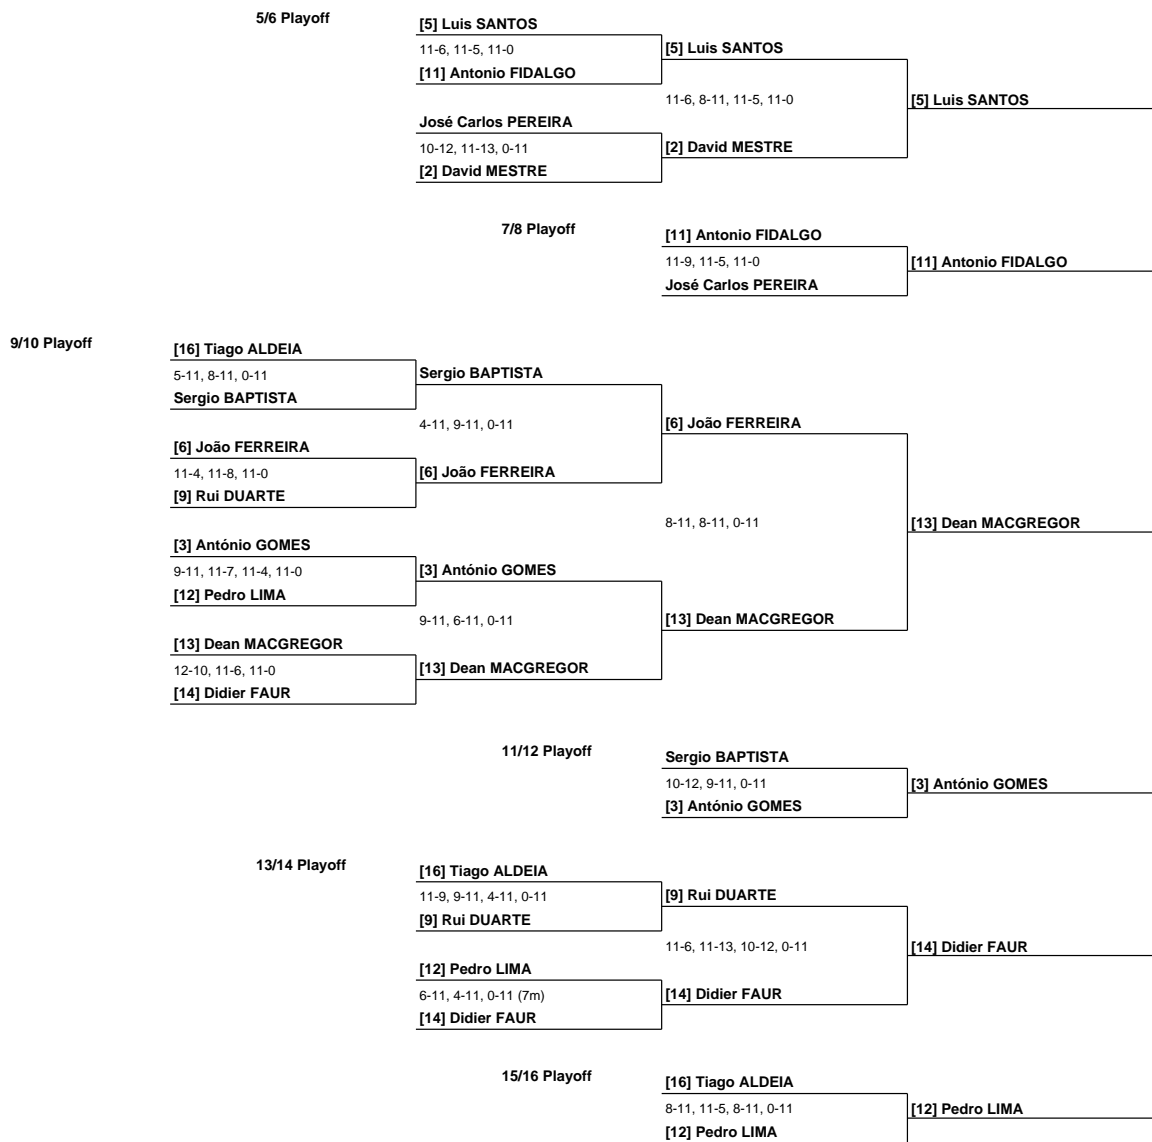 5/6 Playoff
[5] Luis SANTOS
11-6, 11-5, 11-0
[5] Luis SANTOS
[11] Antonio FIDALGO
11-6, 8-11, 11-5, 11-0
[5] Luis SANTOS
José Carlos PEREIRA
10-12, 11-13, 0-11
[2] David MESTRE
[2] David MESTRE
7/8 Playoff
[11] Antonio FIDALGO
11-9, 11-5, 11-0
[11] Antonio FIDALGO
José Carlos PEREIRA
9/10 Playoff
[16] Tiago ALDEIA
5-11, 8-11, 0-11
Sergio BAPTISTA
Sergio BAPTISTA
4-11, 9-11, 0-11
[6] João FERREIRA
[6] João FERREIRA
11-4, 11-8, 11-0
[6] João FERREIRA
[9] Rui DUARTE
8-11, 8-11, 0-11
[13] Dean MACGREGOR
[3] António GOMES
9-11, 11-7, 11-4, 11-0
[3] António GOMES
[12] Pedro LIMA
9-11, 6-11, 0-11
[13] Dean MACGREGOR
[13] Dean MACGREGOR
12-10, 11-6, 11-0
[13] Dean MACGREGOR
[14] Didier FAUR
11/12 Playoff
Sergio BAPTISTA
10-12, 9-11, 0-11
[3] António GOMES
[3] António GOMES
13/14 Playoff
[16] Tiago ALDEIA
11-9, 9-11, 4-11, 0-11
[9] Rui DUARTE
[9] Rui DUARTE
11-6, 11-13, 10-12, 0-11
[14] Didier FAUR
[12] Pedro LIMA
6-11, 4-11, 0-11 (7m)
[14] Didier FAUR
[14] Didier FAUR
15/16 Playoff
[16] Tiago ALDEIA
8-11, 11-5, 8-11, 0-11
[12] Pedro LIMA
[12] Pedro LIMA